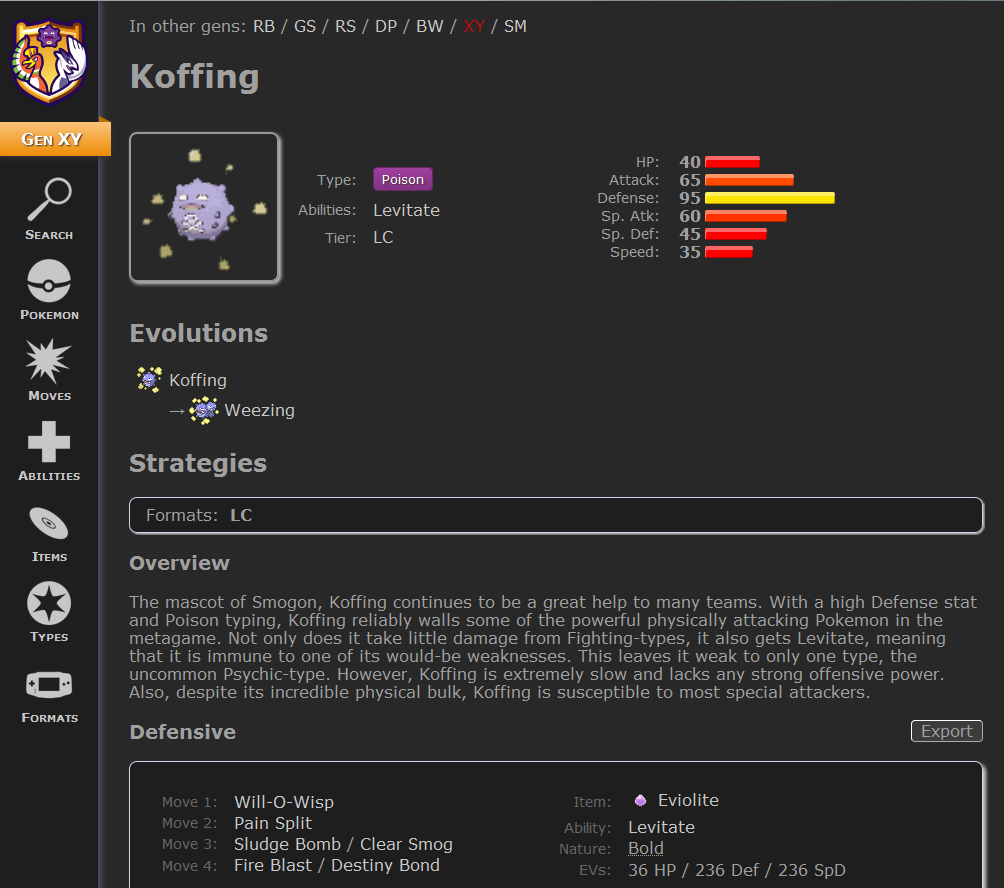 In other gens: RB / GS / RS / DP / BW / XY / SM
Koffing
GEN XY
SEARCH
POKEMON
MOVES
ABILITIES
ITEMS
TYPES
FORMATS
Type: Poison
Abilities: Levitate
Tier: LC
HP: 40
Attack: 65
Defense: 95
Sp. Atk: 60
Sp. Def: 45
Speed: 35
Evolutions
Koffing
→ Weezing
Strategies
Formats: LC
Overview
The mascot of Smogon, Koffing continues to be a great help to many teams. With a high Defense stat
and Poison typing, Koffing reliably walls some of the powerful physically attacking Pokemon in the
metagame. Not only does it take little damage from Fighting-types, it also gets Levitate, meaning
that it is immune to one of its would-be weaknesses. This leaves it weak to only one type, the
uncommon Psychic-type. However, Koffing is extremely slow and lacks any strong offensive power.
Also, despite its incredible physical bulk, Koffing is susceptible to most special attackers.
Defensive
Export
Move 1: Will-O-Wisp
Move 2: Pain Split
Move 3: Sludge Bomb / Clear Smog
Move 4: Fire Blast / Destiny Bond
Item: Eviolite
Ability: Levitate
Nature: Bold
EVs: 36 HP / 236 Def / 236 SpD